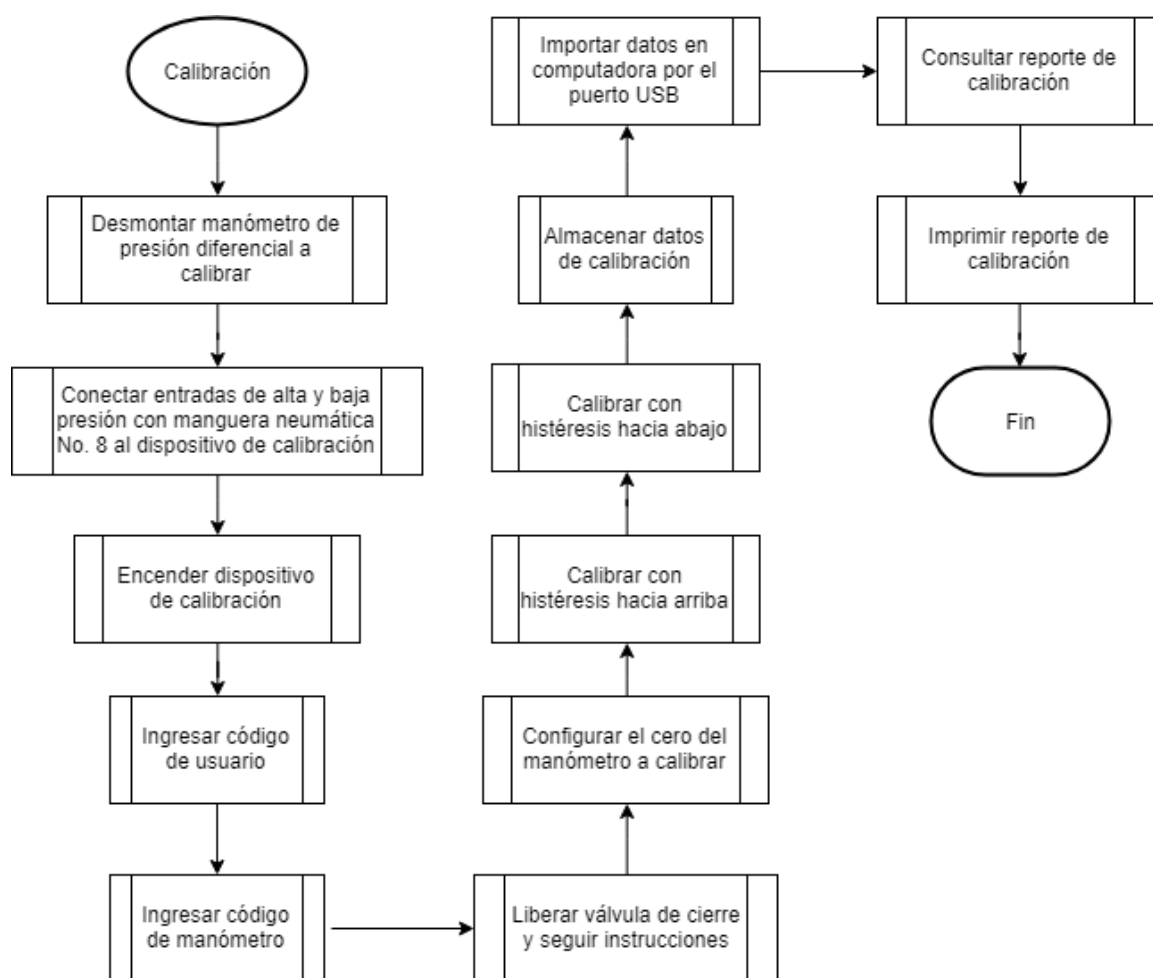 Calibración
Desmontar manómetro de
presión diferencial a
calibrar
Conectar entradas de alta y baja
presión con manguera neumática
No. 8 al dispositivo de calibración
Encender dispositivo
de calibración
Ingresar código
de usuario
Ingresar código
de manómetro
Liberar válvula de cierre
y seguir instrucciones
Configurar el cero del
manómetro a calibrar
Calibrar con
histéresis hacia arriba
Calibrar con
histéresis hacia abajo
Almacenar datos
de calibración
Importar datos en
computadora por el
puerto USB
Consultar reporte de
calibración
Imprimir reporte de
calibración
Fin